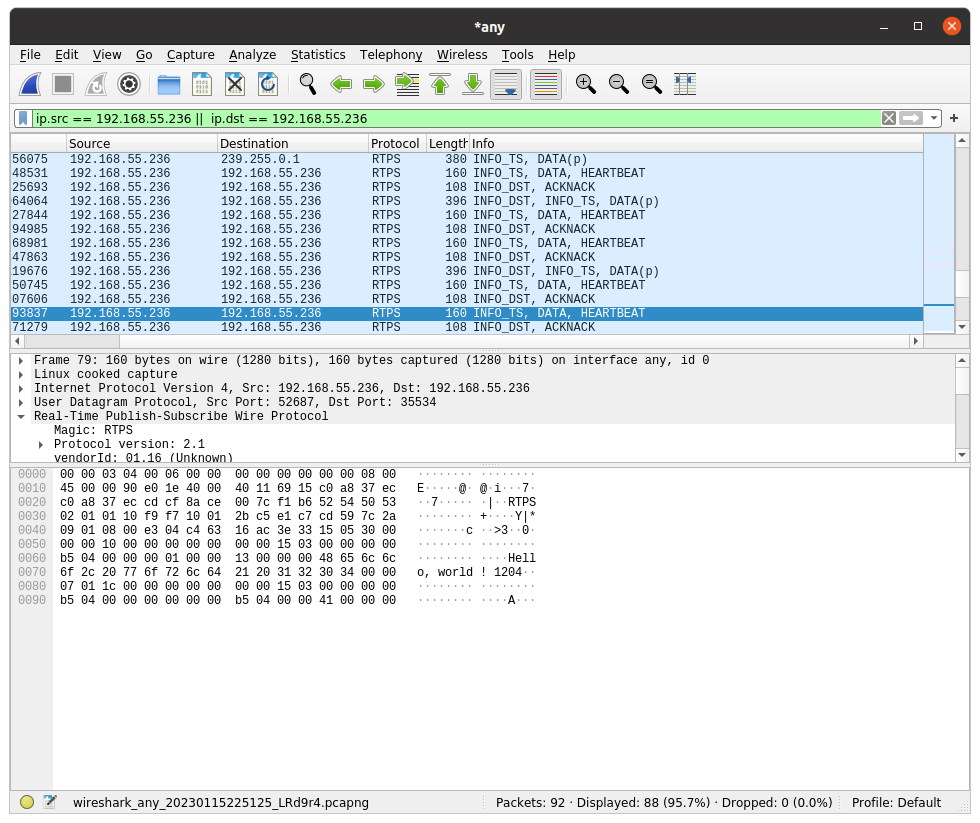 *any
File Edit View Go Capture Analyze Statistics Telephony Wireless Tools Help
ip.src == 192.168.55.236 || ip.dst == 192.168.55.236
Source Destination Protocol Length Info
56075 192.168.55.236 239.255.0.1 RTPS 380 INFO_TS, DATA(p)
48531 192.168.55.236 192.168.55.236 RTPS 160 INFO_TS, DATA, HEARTBEAT
25693 192.168.55.236 192.168.55.236 RTPS 108 INFO_DST, ACKNACK
64064 192.168.55.236 192.168.55.236 RTPS 396 INFO_DST, INFO_TS, DATA(p)
27844 192.168.55.236 192.168.55.236 RTPS 160 INFO_TS, DATA, HEARTBEAT
94985 192.168.55.236 192.168.55.236 RTPS 108 INFO_DST, ACKNACK
68981 192.168.55.236 192.168.55.236 RTPS 160 INFO_TS, DATA, HEARTBEAT
47863 192.168.55.236 192.168.55.236 RTPS 108 INFO_DST, ACKNACK
19676 192.168.55.236 192.168.55.236 RTPS 396 INFO_DST, INFO_TS, DATA(p)
50745 192.168.55.236 192.168.55.236 RTPS 160 INFO_TS, DATA, HEARTBEAT
07606 192.168.55.236 192.168.55.236 RTPS 108 INFO_DST, ACKNACK
93837 192.168.55.236 192.168.55.236 RTPS 160 INFO_TS, DATA, HEARTBEAT
71279 192.168.55.236 192.168.55.236 RTPS 108 INFO_DST, ACKNACK
Frame 79: 160 bytes on wire (1280 bits), 160 bytes captured (1280 bits) on interface any, id 0
Linux cooked capture
Internet Protocol Version 4, Src: 192.168.55.236, Dst: 192.168.55.236
User Datagram Protocol, Src Port: 52687, Dst Port: 35534
Real-Time Publish-Subscribe Wire Protocol
Magic: RTPS
Protocol version: 2.1
vendorId: 01.16 (Unknown)
0000 00 00 03 04 00 06 00 00 00 00 00 00 00 00 08 00 ········ ········
0010 45 00 00 90 e0 1e 40 00 40 11 69 15 c0 a8 37 ec E·····@· @·i···7·
0020 c0 a8 37 ec cd cf 8a ce 00 7c f1 b6 52 54 50 53 ··7····· ·|··RTPS
0030 02 01 01 10 f9 f7 10 01 2b c5 e1 c7 cd 59 7c 2a ········ +····Y|*
0040 09 01 08 00 e3 04 c4 63 16 ac 3e 33 15 05 30 00 ·······c ··>3··0·
0050 00 00 10 00 00 00 00 00 00 00 15 03 00 00 00 00 ········ ········
0060 b5 04 00 00 00 01 00 00 13 00 00 00 48 65 6c 6c ········ ····Hell
0070 6f 2c 20 77 6f 72 6c 64 21 20 31 32 30 34 00 00 o, world ! 1204··
0080 07 01 1c 00 00 00 00 00 00 00 15 03 00 00 00 00 ········ ········
0090 b5 04 00 00 00 00 00 00 b5 04 00 00 41 00 00 00 ········ ····A···
wireshark_any_20230115225125_LRd9r4.pcapng Packets: 92 · Displayed: 88 (95.7%) · Dropped: 0 (0.0%) Profile: Default